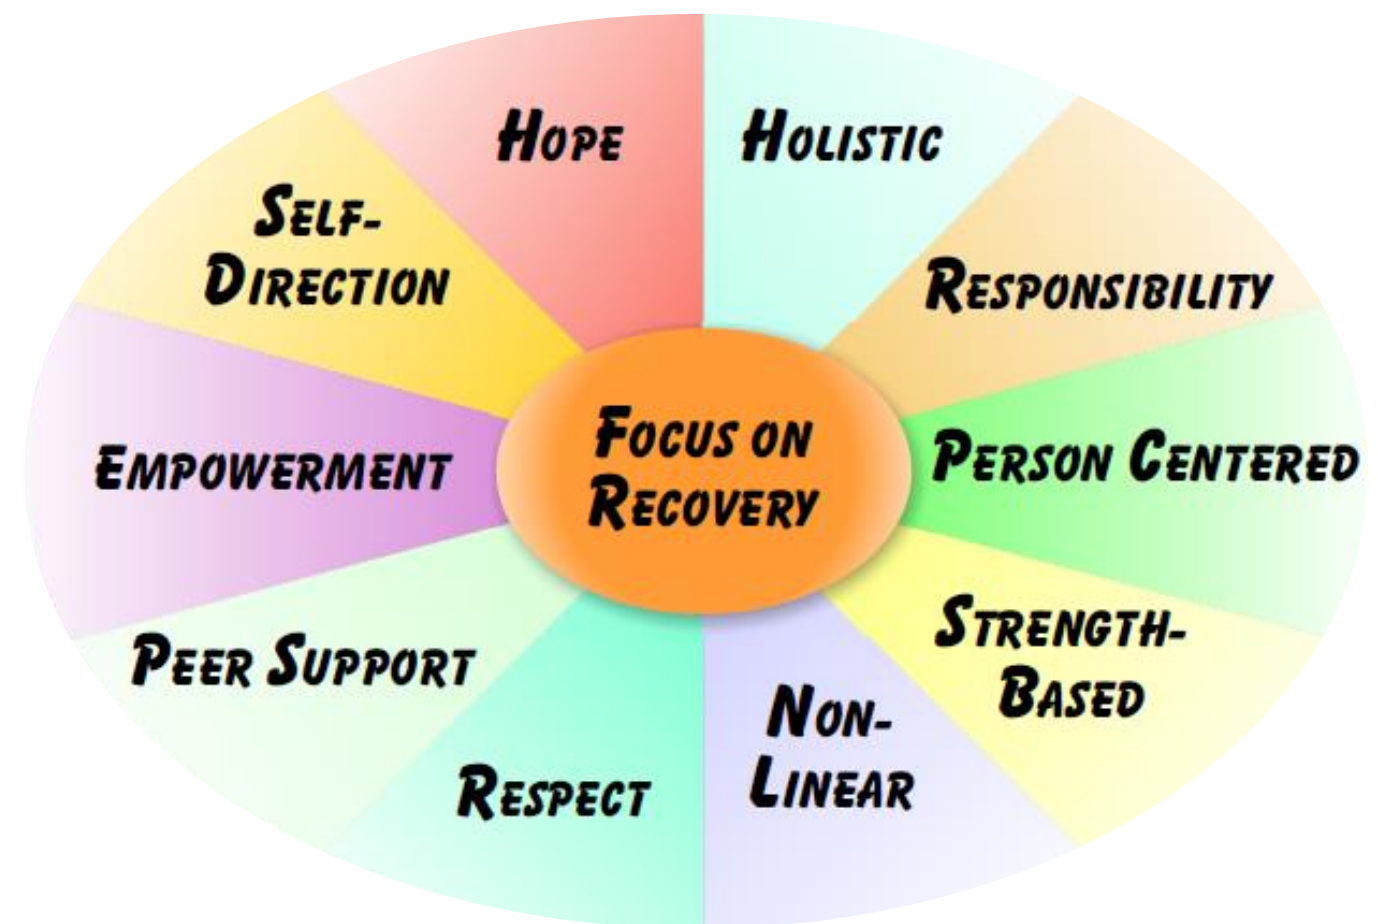 Hope
Holistic
Self-
Direction
Responsibility
Empowerment
Focus on
Recovery
Person Centered
Peer Support
Strength-
Based
Respect
Non-
Linear